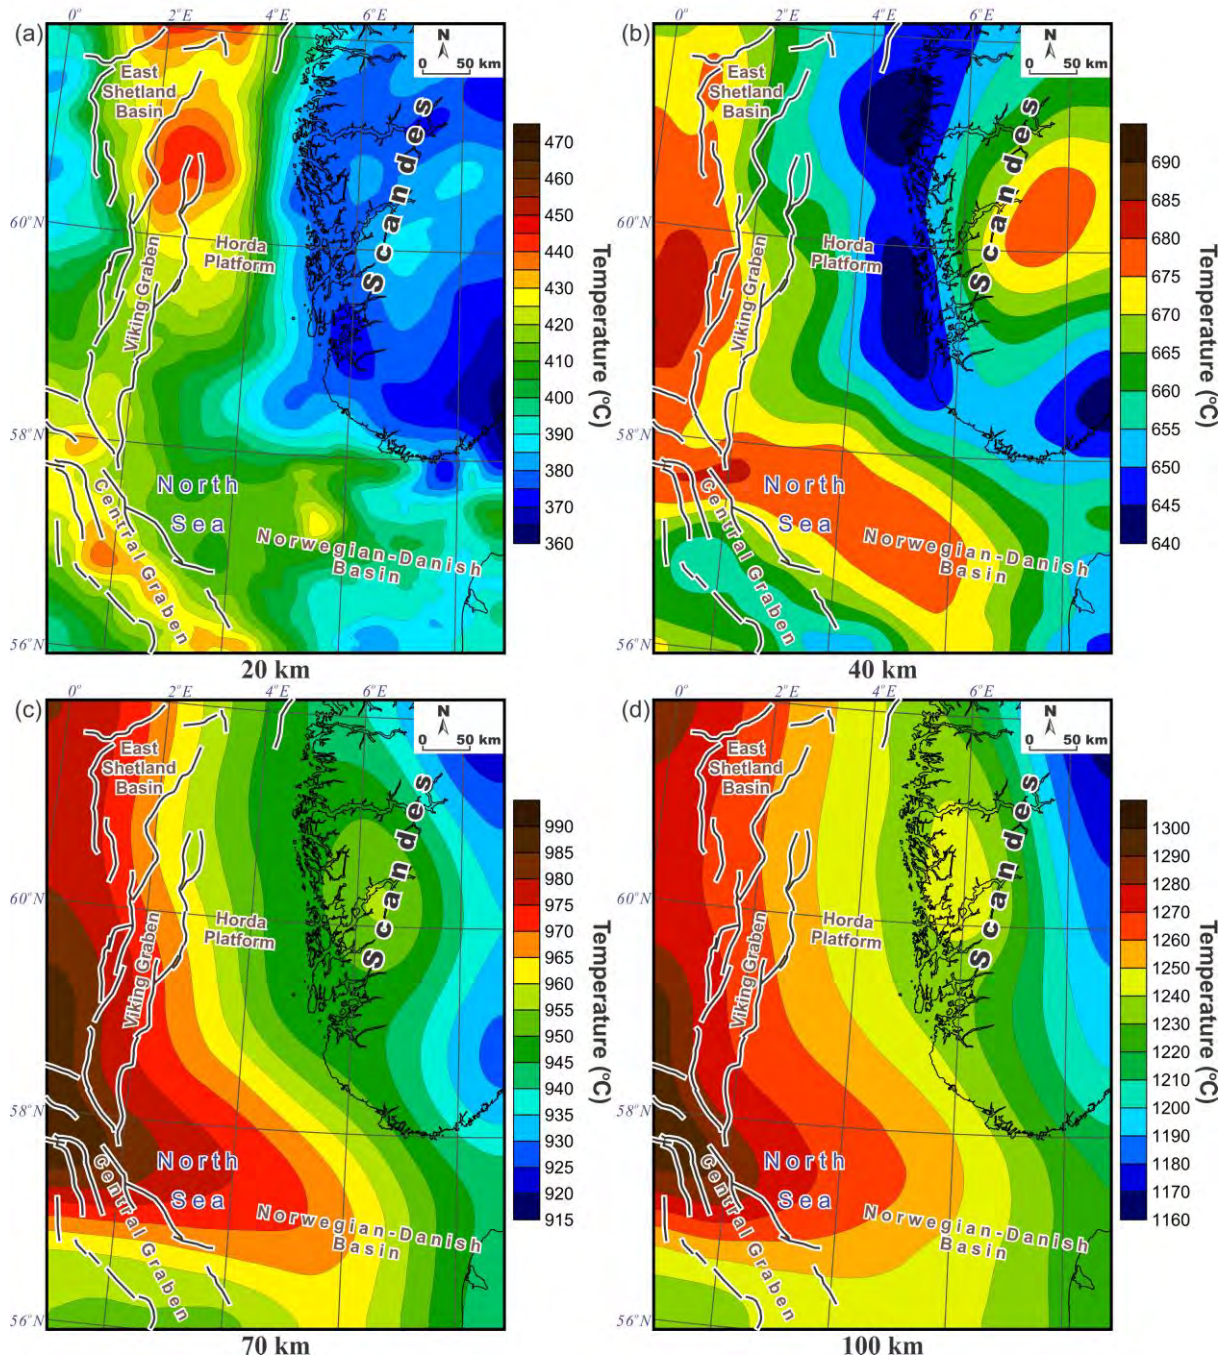 (a)
0°
2°E
4°E
6°E
N
0 50 km
East
Shetland
Basin
60°N
Horda
Platform
Viking Graben
Scandes
58°N
North
Sea
Central Graben
Norwegian-Danish
Basin
56°N
20 km
470
460
450
440
430
420
410
400
390
380
370
360
Temperature (°C)
(b)
0°
2°E
4°E
6°E
N
0 50 km
East
Shetland
Basin
60°N
Horda
Platform
Viking Graben
Scandes
58°N
North
Sea
Central Graben
Norwegian-Danish
Basin
56°N
40 km
690
685
680
675
670
665
660
655
650
645
640
Temperature (°C)
(c)
0°
2°E
4°E
6°E
N
0 50 km
East
Shetland
Basin
60°N
Horda
Platform
Viking Graben
Scandes
58°N
North
Sea
Central Graben
Norwegian-Danish
Basin
56°N
70 km
990
985
980
975
970
965
960
955
950
945
940
935
930
925
920
915
Temperature (°C)
(d)
0°
2°E
4°E
6°E
N
0 50 km
East
Shetland
Basin
60°N
Horda
Platform
Viking Graben
Scandes
58°N
North
Sea
Central Graben
Norwegian-Danish
Basin
56°N
100 km
1300
1290
1280
1270
1260
1250
1240
1230
1220
1210
1200
1190
1180
1170
1160
Temperature (°C)